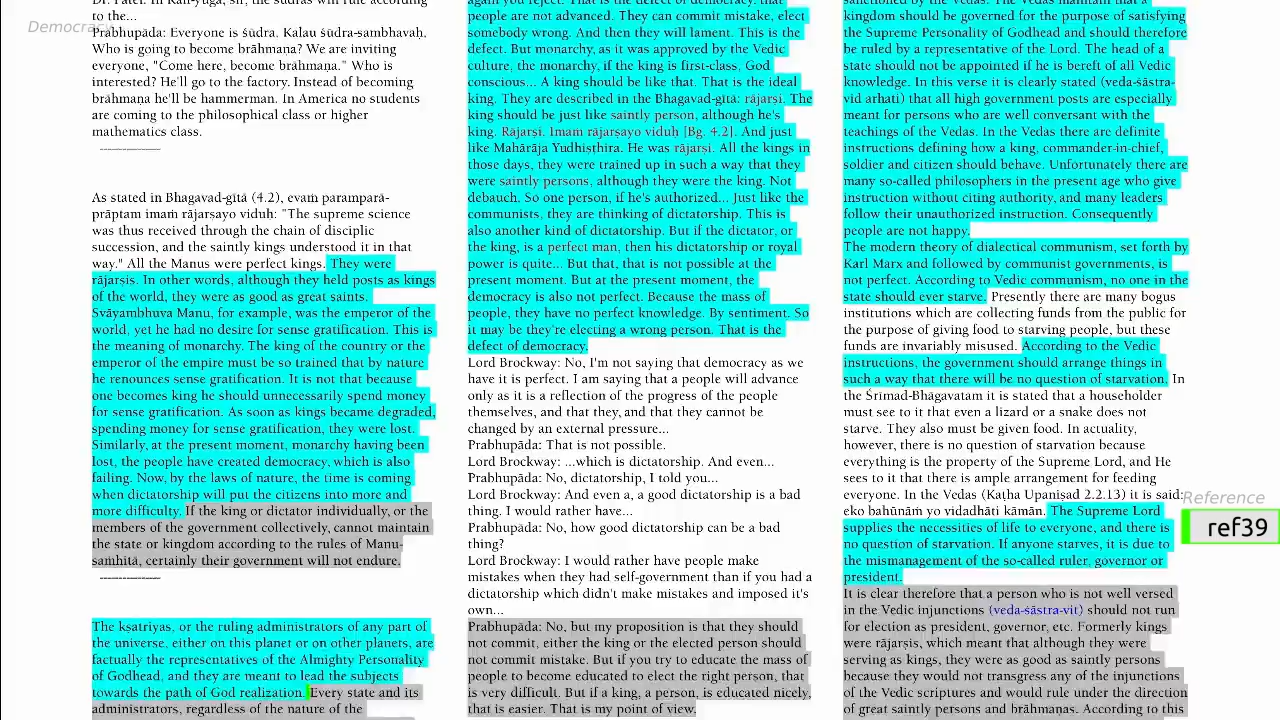 Democracy
Dr. Patel: In Kali-yuga, sir, the śūdras will rule according
to the...
Prabhupāda: Everyone is śūdra. Kalau śūdra-sambhavaḥ.
Who is going to become brāhmaṇa? We are inviting
everyone, "Come here, become brāhmaṇa." Who is
interested? He'll go to the factory. Instead of becoming
brāhmaṇa he'll be hammerman. In America no students
are coming to the philosophical class or higher
mathematics class.
As stated in Bhagavad-gītā (4.2), evaṁ paramparā-
prāptam imaṁ rājarṣayo viduḥ: "The supreme science
was thus received through the chain of disciplic
succession, and the saintly kings understood it in that
way." All the Manus were perfect kings. They were
rājarṣis. In other words, although they held posts as kings
of the world, they were as good as great saints.
Svāyambhuva Manu, for example, was the emperor of the
world, yet he had no desire for sense gratification. This is
the meaning of monarchy. The king of the country or the
emperor of the empire must be so trained that by nature
he renounces sense gratification. It is not that because
one becomes king he should unnecessarily spend money
for sense gratification. As soon as kings became degraded,
spending money for sense gratification, they were lost.
Similarly, at the present moment, monarchy having been
lost, the people have created democracy, which is also
failing. Now, by the laws of nature, the time is coming
when dictatorship will put the citizens into more and
more difficulty. If the king or dictator individually, or the
members of the government collectively, cannot maintain
the state or kingdom according to the rules of Manu-
saṁhitā, certainly their government will not endure.
The kṣatriyas, or the ruling administrators of any part of
the universe, either on this planet or on other planets, are
factually the representatives of the Almighty Personality
of Godhead, and they are meant to lead the subjects
towards the path of God realization. Every state and its
administrators, regardless of the nature of the
again you reject. That is the defect of democracy, that
people are not advanced. They can commit mistake, elect
somebody wrong. And then they will lament. This is the
defect. But monarchy, as it was approved by the Vedic
culture, the monarchy, if the king is first-class, God
conscious... A king should be like that. That is the ideal
king. They are described in the Bhagavad-gītā: rājarṣi. The
king should be just like saintly person, although he's
king. Rājarṣi. Imaṁ rājarṣayo viduḥ [Bg. 4.2]. And just
like Mahārāja Yudhiṣṭhira. He was rājarṣi. All the kings in
those days, they were trained up in such a way that they
were saintly persons, although they were the king. Not
debauch. So one person, if he's authorized... Just like the
communists, they are thinking of dictatorship. This is
also another kind of dictatorship. But if the dictator, or
the king, is a perfect man, then his dictatorship or royal
power is quite... But that, that is not possible at the
present moment. But at the present moment, the
democracy is also not perfect. Because the mass of
people, they have no perfect knowledge. By sentiment. So
it may be they're electing a wrong person. That is the
defect of democracy.
Lord Brockway: No, I'm not saying that democracy as we
have it is perfect. I am saying that a people will advance
only as it is a reflection of the progress of the people
themselves, and that they, and that they cannot be
changed by an external pressure...
Prabhupāda: That is not possible.
Lord Brockway: ...which is dictatorship. And even...
Prabhupāda: No, dictatorship, I told you...
Lord Brockway: And even a, a good dictatorship is a bad
thing. I would rather have...
Prabhupāda: No, how good dictatorship can be a bad
thing?
Lord Brockway: I would rather have people make
mistakes when they had self-government than if you had a
dictatorship which didn't make mistakes and imposed it's
own...
Prabhupāda: No, but my proposition is that they should
not commit, either the king or the elected person should
not commit mistake. But if you try to educate the mass of
people to become educated to elect the right person, that
is very difficult. But if a king, a person, is educated nicely,
that is easier. That is my point of view.
sanctioned by the Vedas. The Vedas maintain that a
kingdom should be governed for the purpose of satisfying
the Supreme Personality of Godhead and should therefore
be ruled by a representative of the Lord. The head of a
state should not be appointed if he is bereft of all Vedic
knowledge. In this verse it is clearly stated (veda-śāstra-
vid arhati) that all high government posts are especially
meant for persons who are well conversant with the
teachings of the Vedas. In the Vedas there are definite
instructions defining how a king, commander-in-chief,
soldier and citizen should behave. Unfortunately there are
many so-called philosophers in the present age who give
instruction without citing authority, and many leaders
follow their unauthorized instruction. Consequently
people are not happy.
The modern theory of dialectical communism, set forth by
Karl Marx and followed by communist governments, is
not perfect. According to Vedic communism, no one in the
state should ever starve. Presently there are many bogus
institutions which are collecting funds from the public for
the purpose of giving food to starving people, but these
funds are invariably misused. According to the Vedic
instructions, the government should arrange things in
such a way that there will be no question of starvation. In
the Śrīmad-Bhāgavatam it is stated that a householder
must see to it that even a lizard or a snake does not
starve. They also must be given food. In actuality,
however, there is no question of starvation because
everything is the property of the Supreme Lord, and He
sees to it that there is ample arrangement for feeding
everyone. In the Vedas (Kaṭha Upaniṣad 2.2.13) it is said:
eko bahūnāṁ yo vidadhāti kāmān. The Supreme Lord
supplies the necessities of life to everyone, and there is
no question of starvation. If anyone starves, it is due to
the mismanagement of the so-called ruler, governor or
president.
It is clear therefore that a person who is not well versed
in the Vedic injunctions (veda-śāstra-vit) should not run
for election as president, governor, etc. Formerly kings
were rājarṣis, which meant that although they were
serving as kings, they were as good as saintly persons
because they would not transgress any of the injunctions
of the Vedic scriptures and would rule under the direction
of great saintly persons and brāhmaṇas. According to this
Reference
ref39